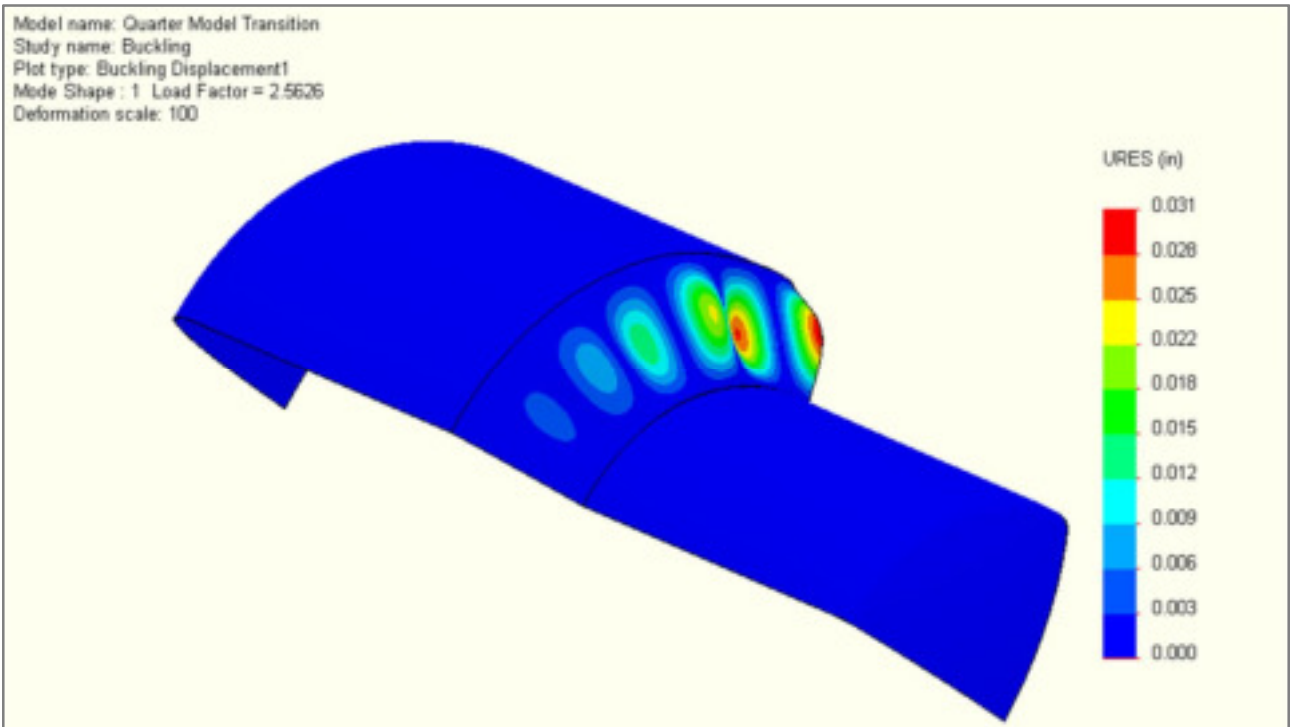 Model name: Quarter Model Transition
Study name: Buckling
Plot type: Buckling Displacement1
Mode Shape : 1 Load Factor = 2.5626
Deformation scale: 100
URES (in)
0.031
0.028
0.025
0.022
0.018
0.015
0.012
0.009
0.006
0.003
0.000